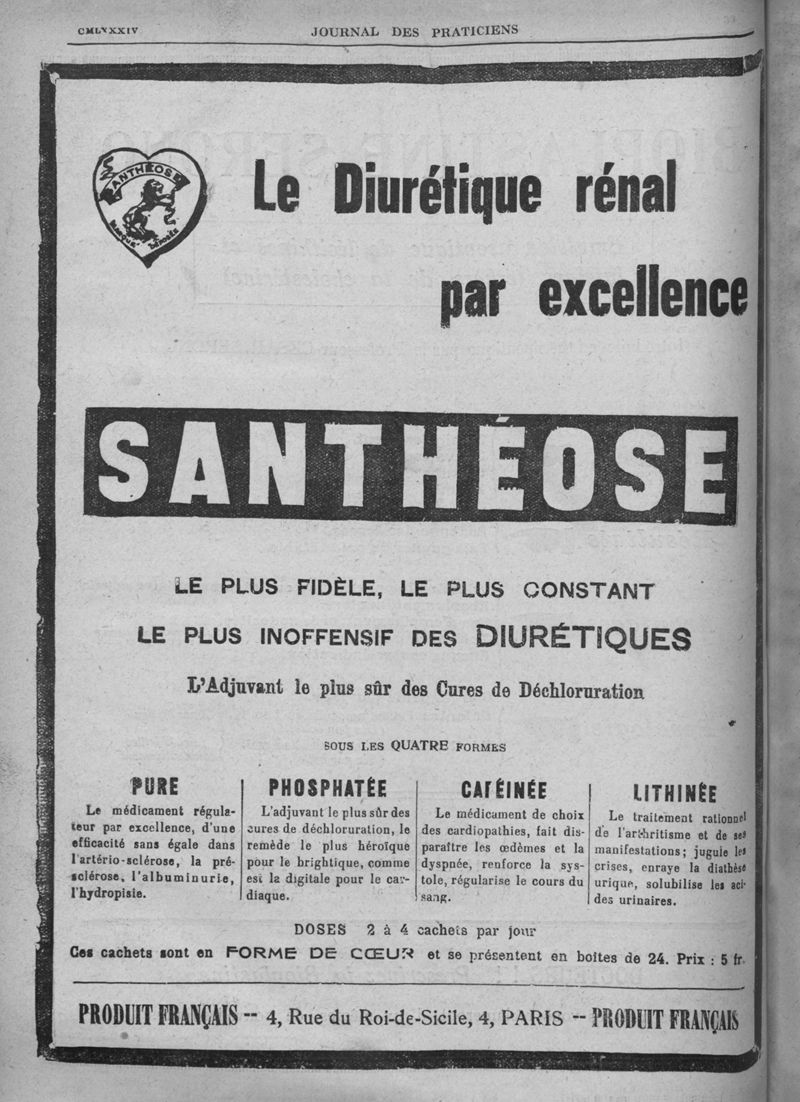 CMLXXXIV
JOURNAL DES PRATICIENS
SANTHÉOSE
MARQUE DÉPOSÉE
Le Diurétique rénal
par excellence
SANTHÉOSE
LE PLUS FIDÈLE, LE PLUS CONSTANT
LE PLUS INOFFENSIF DES DIURÉTIQUES
L'Adjuvant le plus sûr des Cures de Déchloruration
SOUS LES QUATRE FORMES
PURE
Le médicament régula-
teur par excellence, d'une
efficacité sans égale dans
l'artério-sclérose, la pré-
sclérose, l'albuminurie,
l'hydropisie.
PHOSPHATÉE
L'adjuvant le plus sûr des
cures de déchloruration, le
remède le plus héroïque
pour le brightique, comme
est la digitale pour le car-
diaque.
CAFÉINÉE
Le médicament de choix
des cardiopathies, fait dis-
paraître les œdèmes et la
dyspnée, renforce la sys-
tole, régularise le cours du
sang.
LITHINÉE
Le traitement rationnel
de l'arthritisme et de ses
manifestations; jugule les
crises, enraye la diathèse
urique, solubilise les aci-
des urinaires.
DOSES 2 à 4 cachets par jour
Ces cachets sont en FORME DE CŒUR et se présentent en boites de 24. Prix : 5 fr.
PRODUIT FRANÇAIS -- 4, Rue du Roi-de-Sicile, 4, PARIS -- PRODUIT FRANÇAIS